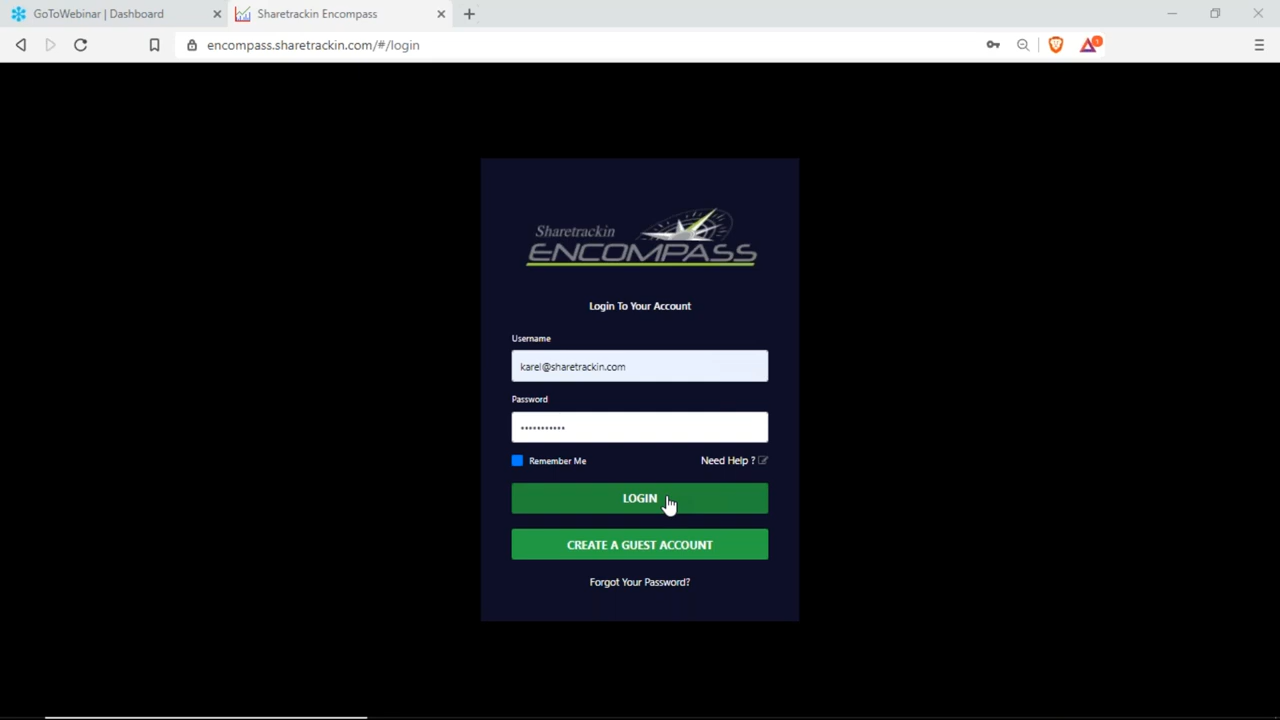 GoToWebinar | Dashboard
Sharetrackin Encompass
encompass.sharetrackin.com/#/login
1
Sharetrackin
ENCOMPASS
Login To Your Account
Username
karel@sharetrackin.com
Password
•••••••••••
Remember Me
Need Help ?
LOGIN
CREATE A GUEST ACCOUNT
Forgot Your Password?